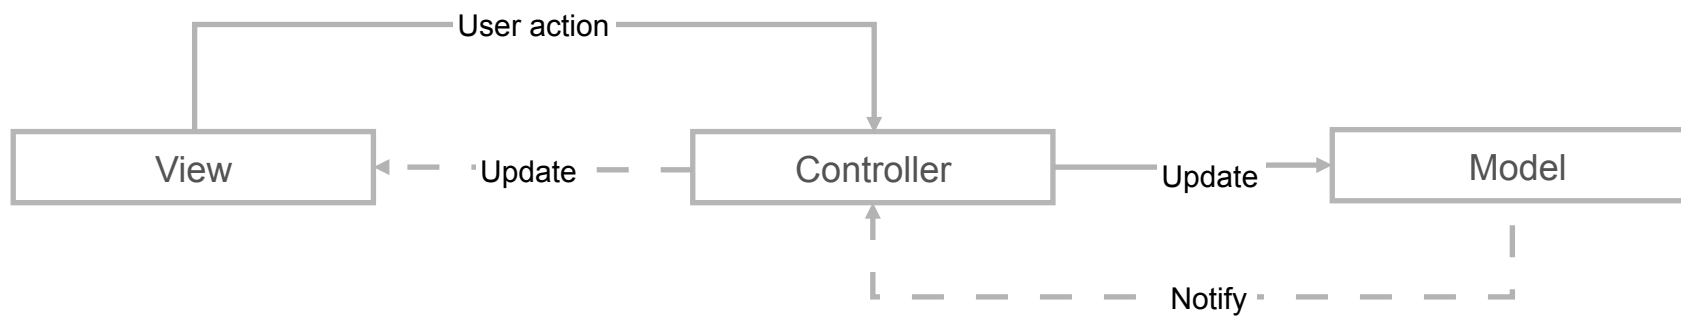 User action
View
Update
Controller
Update
Model
Notify